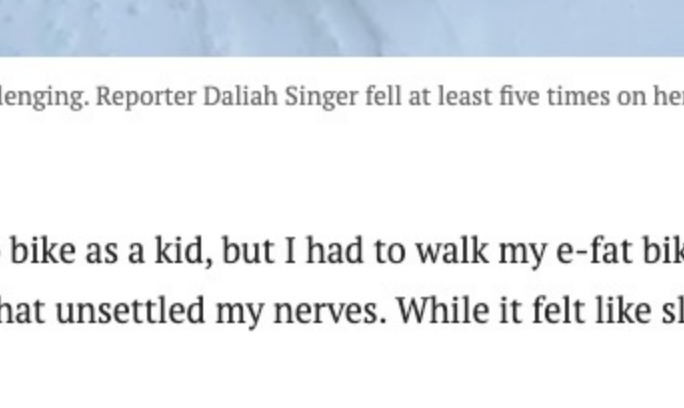 lenging. Reporter Daliah Singer fell at least five times on her
bike as a kid, but I had to walk my e-fat bik
hat unsettled my nerves. While it felt like sl